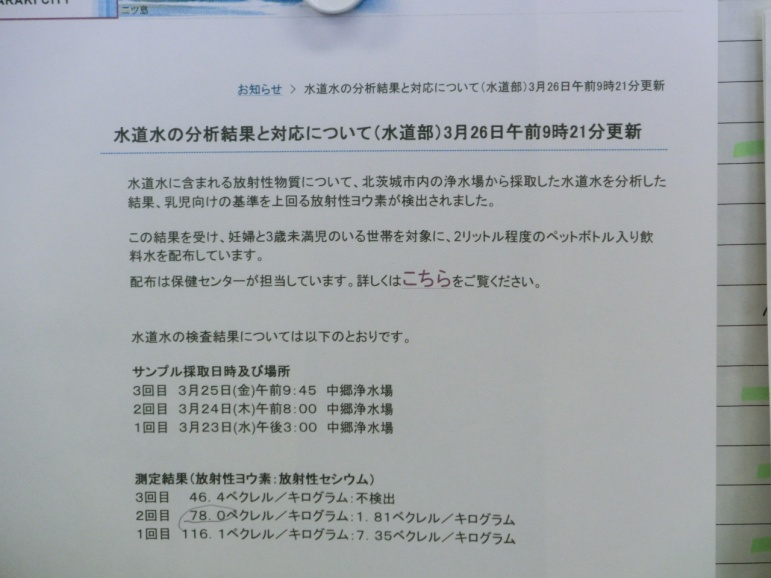 ARAKI CITY
二ツ島
お知らせ > 水道水の分析結果と対応について(水道部)3月26日午前9時21分更新
水道水の分析結果と対応について(水道部)3月26日午前9時21分更新
水道水に含まれる放射性物質について、北茨城市内の浄水場から採取した水道水を分析した
結果、乳児向けの基準を上回る放射性ヨウ素が検出されました。
この結果を受け、妊婦と3歳未満児のいる世帯を対象に、2リットル程度のペットボトル入り飲
料水を配布しています。
配布は保健センターが担当しています。詳しくはこちらをご覧ください。
水道水の検査結果については以下のとおりです。
サンプル採取日時及び場所
3回目 3月25日(金)午前9:45 中郷浄水場
2回目 3月24日(木)午前8:00 中郷浄水場
1回目 3月23日(水)午後3:00 中郷浄水場
測定結果(放射性ヨウ素:放射性セシウム)
3回目 46.4ベクレル/キログラム:不検出
2回目 78.0ベクレル/キログラム:1.81ベクレル/キログラム
1回目 116.1ベクレル/キログラム:7.35ベクレル/キログラム